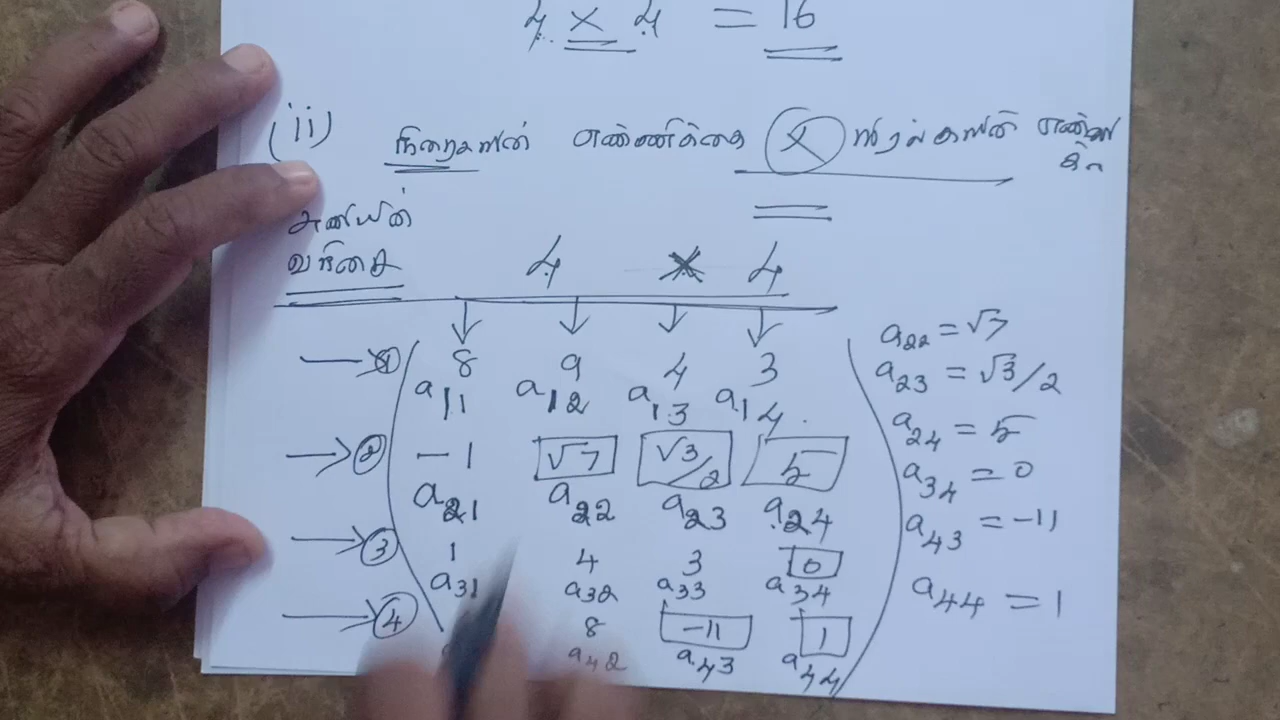 4 × 4 = 16
(ii) நிரைகளின் எண்ணிக்கை × நிரல்களின் எண்ணி
க்கை
அணியின்
வரிசை 4 × 4
8 9 4 3
a11 a12 a13 a14
② -1 √7 √3/2 5
a21 a22 a23 a24
③ 1 4 3 0
a31 a32 a33 a34
④ 8 -11 1
a42 a43 a44
a22 = √7
a23 = √3/2
a24 = 5
a34 = 0
a43 = -11
a44 = 1